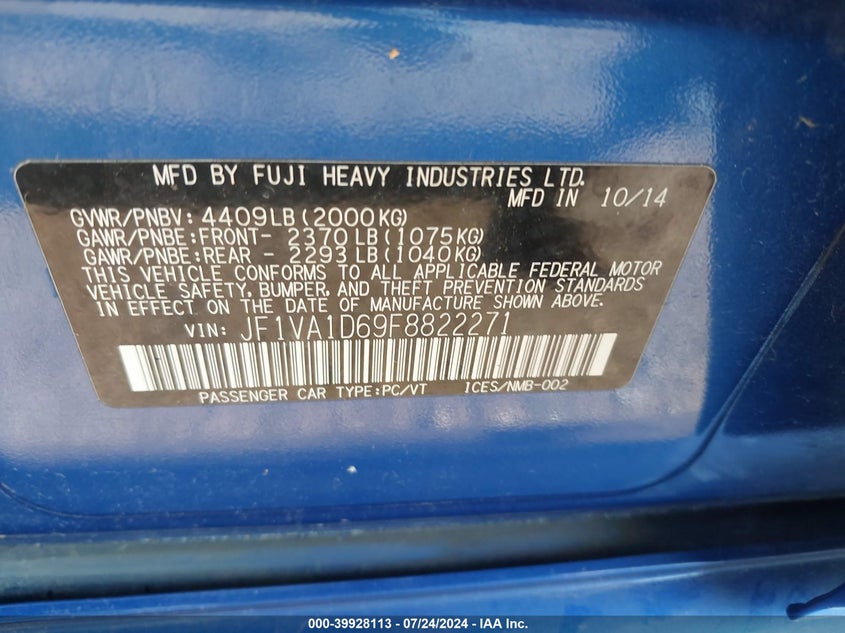 MFD BY FUJI HEAVY INDUSTRIES LTD.
MFD IN 10/14
GVWR/PNBV: 4409LB(2000KG)
GAWR/PNBE:FRONT- 2370LB(1075KG)
GAWR/PNBE:REAR - 2293LB(1040KG)
THIS VEHICLE CONFORMS TO ALL APPLICABLE FEDERAL MOTOR
VEHICLE SAFETY, BUMPER, AND THEFT PREVENTION STANDARDS
IN EFFECT ON THE DATE OF MANUFACTURE SHOWN ABOVE.
VIN: JF1VA1D69F8822271
PASSENGER CAR TYPE:PC/VT ICES/NMB-002
000-39928113 - 07/24/2024 - IAA Inc.